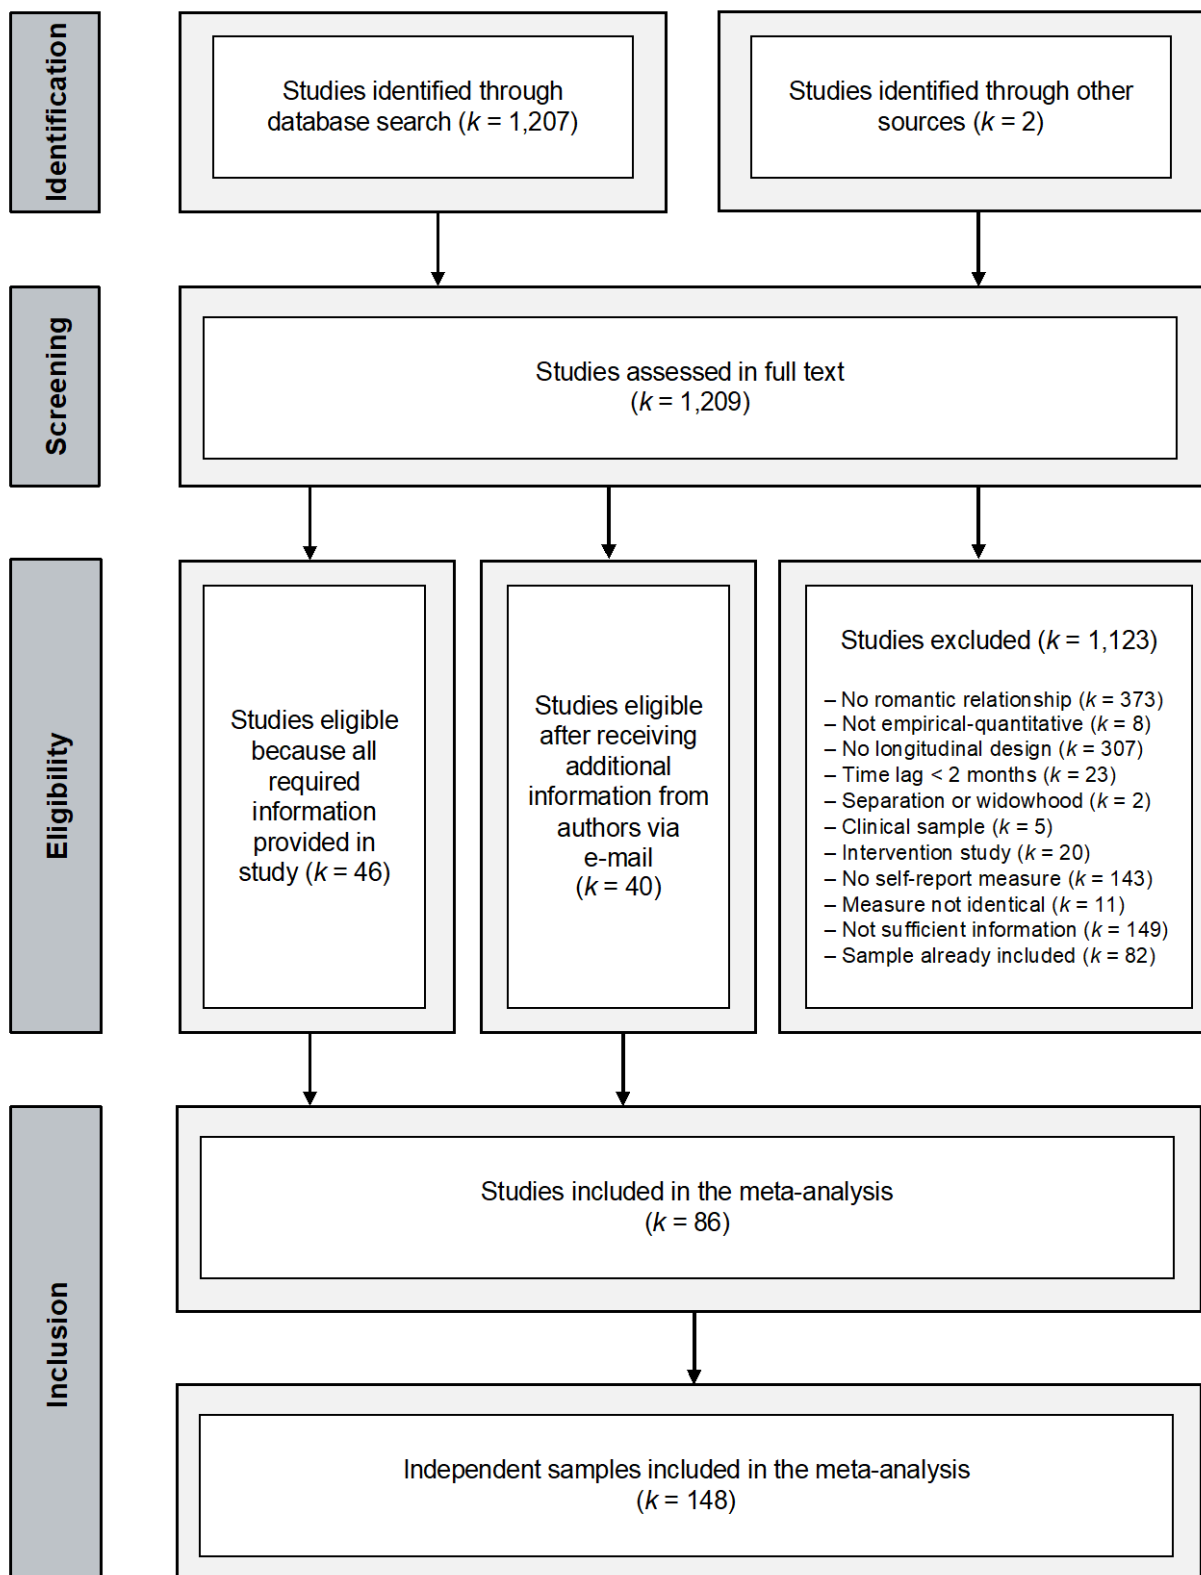 Identification
Studies identified through
database search (k = 1,207)
Studies identified through other
sources (k = 2)
Screening
Studies assessed in full text
(k = 1,209)
Eligibility
Studies eligible
because all
required
information
provided in
study (k = 46)
Studies eligible
after receiving
additional
information from
authors via
e-mail
(k = 40)
Studies excluded (k = 1,123)
– No romantic relationship (k = 373)
– Not empirical-quantitative (k = 8)
– No longitudinal design (k = 307)
– Time lag < 2 months (k = 23)
– Separation or widowhood (k = 2)
– Clinical sample (k = 5)
– Intervention study (k = 20)
– No self-report measure (k = 143)
– Measure not identical (k = 11)
– Not sufficient information (k = 149)
– Sample already included (k = 82)
Inclusion
Studies included in the meta-analysis
(k = 86)
Independent samples included in the meta-analysis
(k = 148)